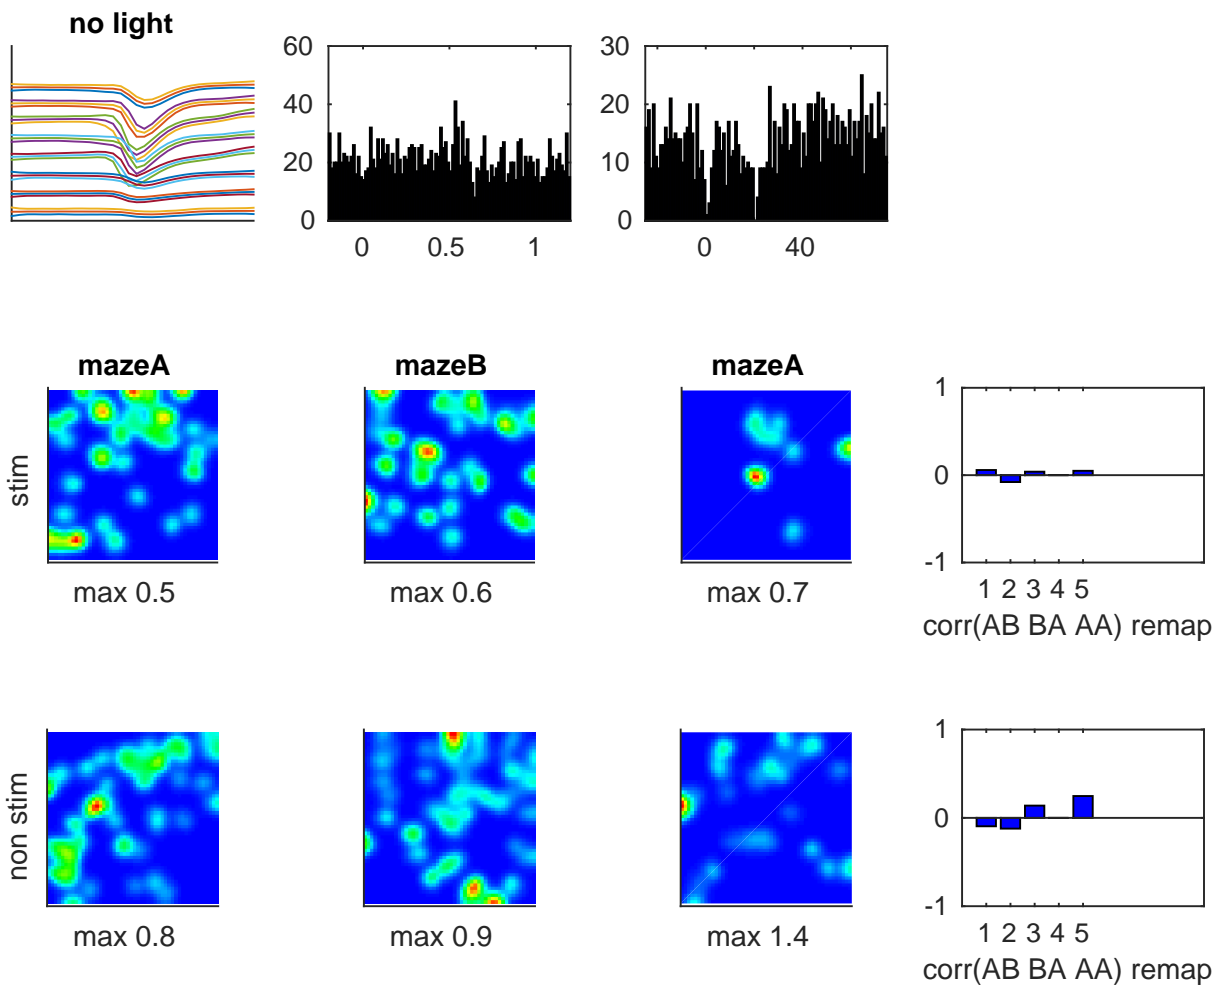 no light
60
40
20
0
0 0.5 1
30
20
10
0
0 40
mazeA mazeB mazeA
stim
max 0.5 max 0.6 max 0.7
1
0
-1
1 2 3 4 5
corr(AB BA AA) remap
non stim
max 0.8 max 0.9 max 1.4
1
0
-1
1 2 3 4 5
corr(AB BA AA) remap